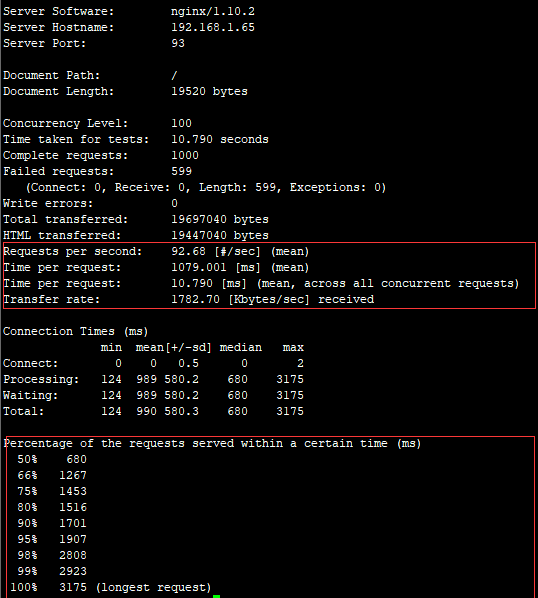 Server Software:        nginx/1.10.2
Server Hostname:        192.168.1.65
Server Port:            93
Document Path:          /
Document Length:        19520 bytes
Concurrency Level:      100
Time taken for tests:   10.790 seconds
Complete requests:      1000
Failed requests:        599
   (Connect: 0, Receive: 0, Length: 599, Exceptions: 0)
Write errors:           0
Total transferred:      19697040 bytes
HTML transferred:       19447040 bytes
Requests per second:    92.68 [#/sec] (mean)
Time per request:       1079.001 [ms] (mean)
Time per request:       10.790 [ms] (mean, across all concurrent requests)
Transfer rate:          1782.70 [Kbytes/sec] received
Connection Times (ms)
              min  mean[+/-sd] median   max
Connect:        0    0   0.5      0       2
Processing:   124  989 580.2    680    3175
Waiting:      124  989 580.2    680    3175
Total:        124  990 580.3    680    3175
Percentage of the requests served within a certain time (ms)
  50%    680
  66%   1267
  75%   1453
  80%   1516
  90%   1701
  95%   1907
  98%   2808
  99%   2923
 100%   3175 (longest request)